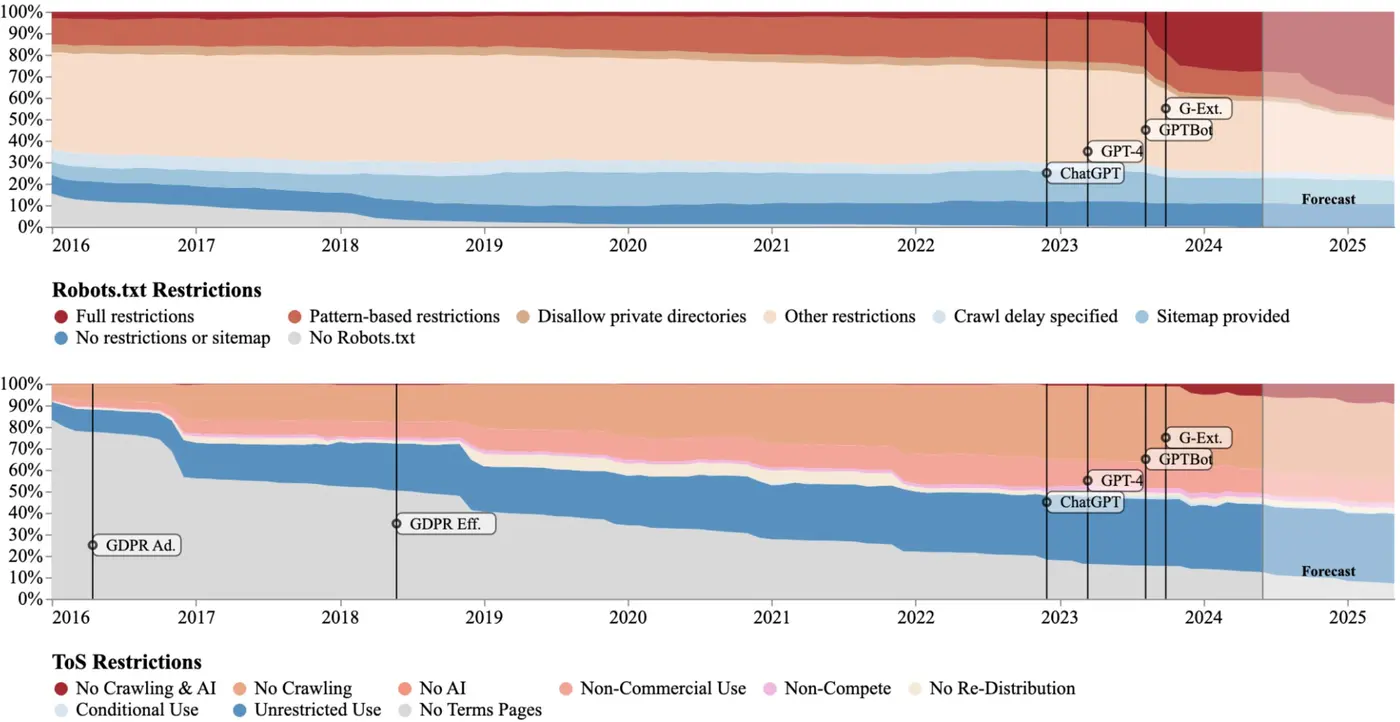 100%
90%
80%
70%
60%
50%
40%
30%
20%
10%
0%
G-Ext.
GPTBot
GPT-4
ChatGPT
Forecast
2016 2017 2018 2019 2020 2021 2022 2023 2024 2025
Robots.txt Restrictions
Full restrictions Pattern-based restrictions Disallow private directories Other restrictions Crawl delay specified Sitemap provided
No restrictions or sitemap No Robots.txt
100%
90%
80%
70%
60%
50%
40%
30%
20%
10%
0%
G-Ext.
GPTBot
GPT-4
ChatGPT
GDPR Eff.
GDPR Ad.
Forecast
2016 2017 2018 2019 2020 2021 2022 2023 2024 2025
ToS Restrictions
No Crawling & AI No Crawling No AI Non-Commercial Use Non-Compete No Re-Distribution
Conditional Use Unrestricted Use No Terms Pages